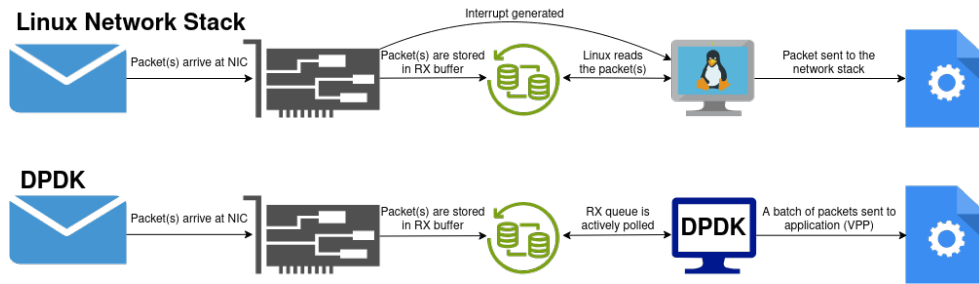 Linux Network Stack
Interrupt generated
Packet(s) arrive at NIC
Packet(s) are stored
in RX buffer
Linux reads
the packet(s)
Packet sent to the
network stack
DPDK
Packet(s) arrive at NIC
Packet(s) are stored
in RX buffer
RX queue is
actively polled
DPDK
A batch of packets sent to
application (VPP)